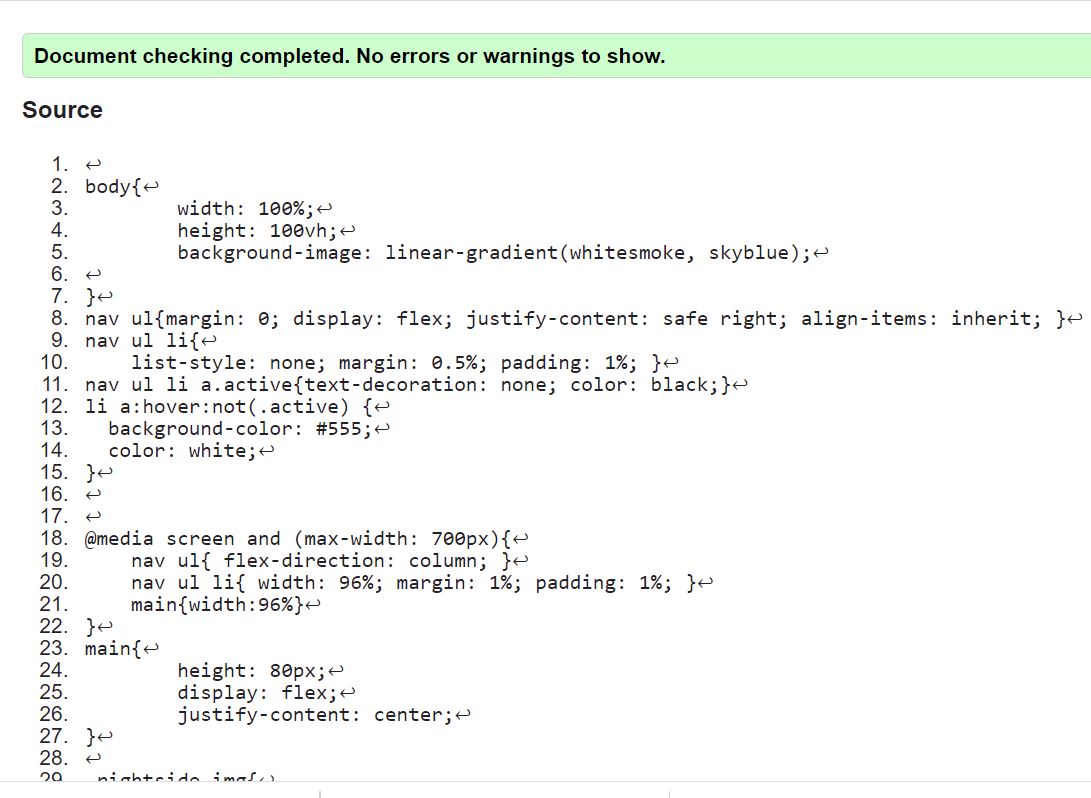 Document checking completed. No errors or warnings to show.
Source
1. ↩
2. body{↩
3. width: 100%;↩
4. height: 100vh;↩
5. background-image: linear-gradient(whitesmoke, skyblue);↩
6. ↩
7. }↩
8. nav ul{margin: 0; display: flex; justify-content: safe right; align-items: inherit; }↩
9. nav ul li{↩
10. list-style: none; margin: 0.5%; padding: 1%; }↩
11. nav ul li a.active{text-decoration: none; color: black;}↩
12. li a:hover:not(.active) {↩
13. background-color: #555;↩
14. color: white;↩
15. }↩
16. ↩
17. ↩
18. @media screen and (max-width: 700px){↩
19. nav ul{ flex-direction: column; }↩
20. nav ul li{ width: 96%; margin: 1%; padding: 1%; }↩
21. main{width:96%}↩
22. }↩
23. main{↩
24. height: 80px;↩
25. display: flex;↩
26. justify-content: center;↩
27. }↩
28. ↩
29. img{↩